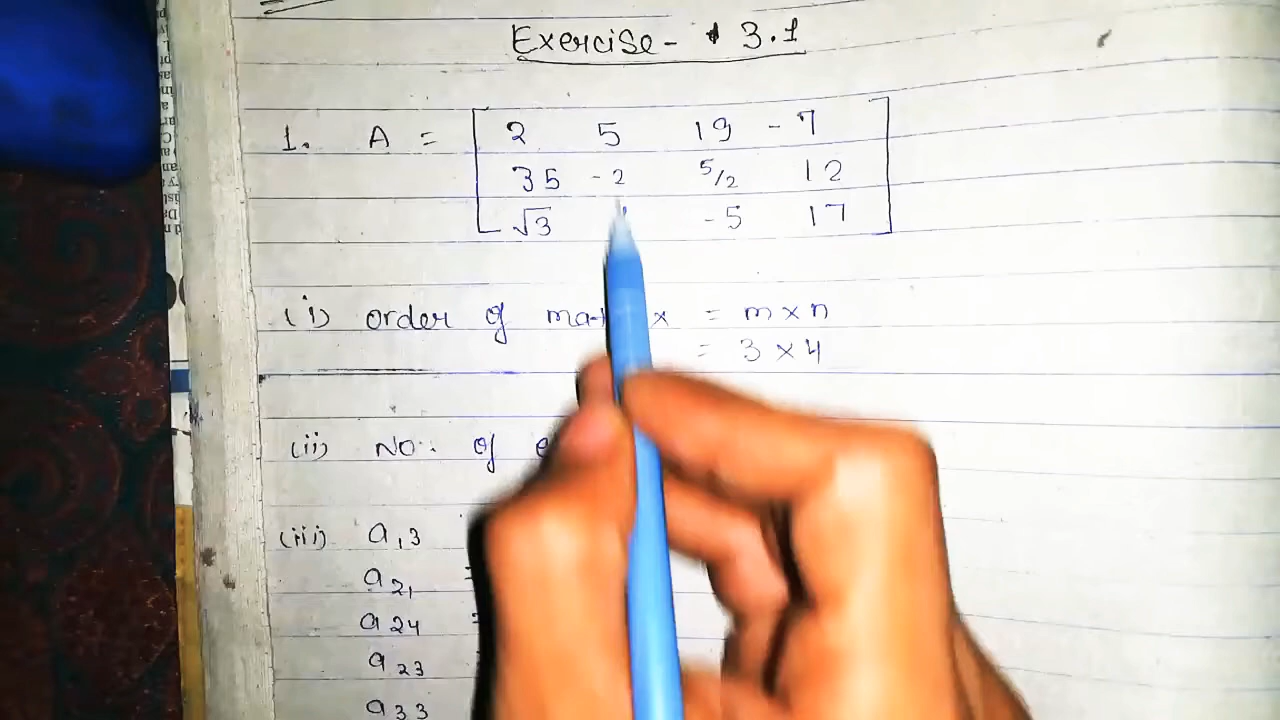 Exercise - 3.1
1. A = [ 2 5 19 -7
35 -2 5/2 12
√3 -5 17 ]
(i) order of = m × n
= 3 × 4
(ii) No. of
(iii) a13
a21 =
a24 =
a23
a33